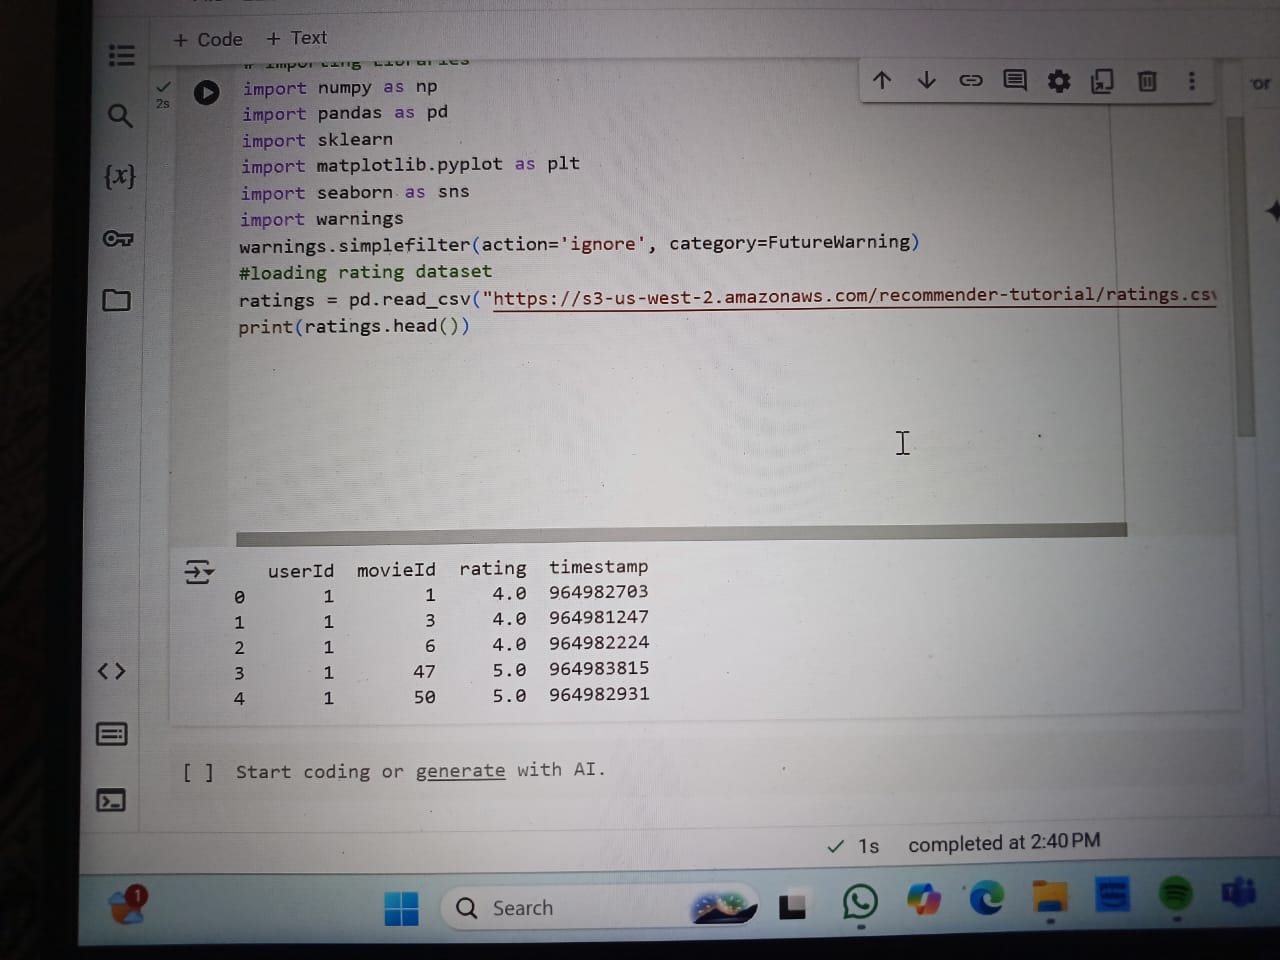 + Code + Text
# Importing Libraries
import numpy as np
import pandas as pd
import sklearn
import matplotlib.pyplot as plt
import seaborn as sns
import warnings
warnings.simplefilter(action='ignore', category=FutureWarning)
#loading rating dataset
ratings = pd.read_csv("https://s3-us-west-2.amazonaws.com/recommender-tutorial/ratings.csv
print(ratings.head())
2s
{x}
or
userId movieId rating timestamp
0 1 1 4.0 964982703
1 1 3 4.0 964981247
2 1 6 4.0 964982224
3 1 47 5.0 964983815
4 1 50 5.0 964982931
[ ] Start coding or generate with AI.
1s completed at 2:40 PM
1
Search